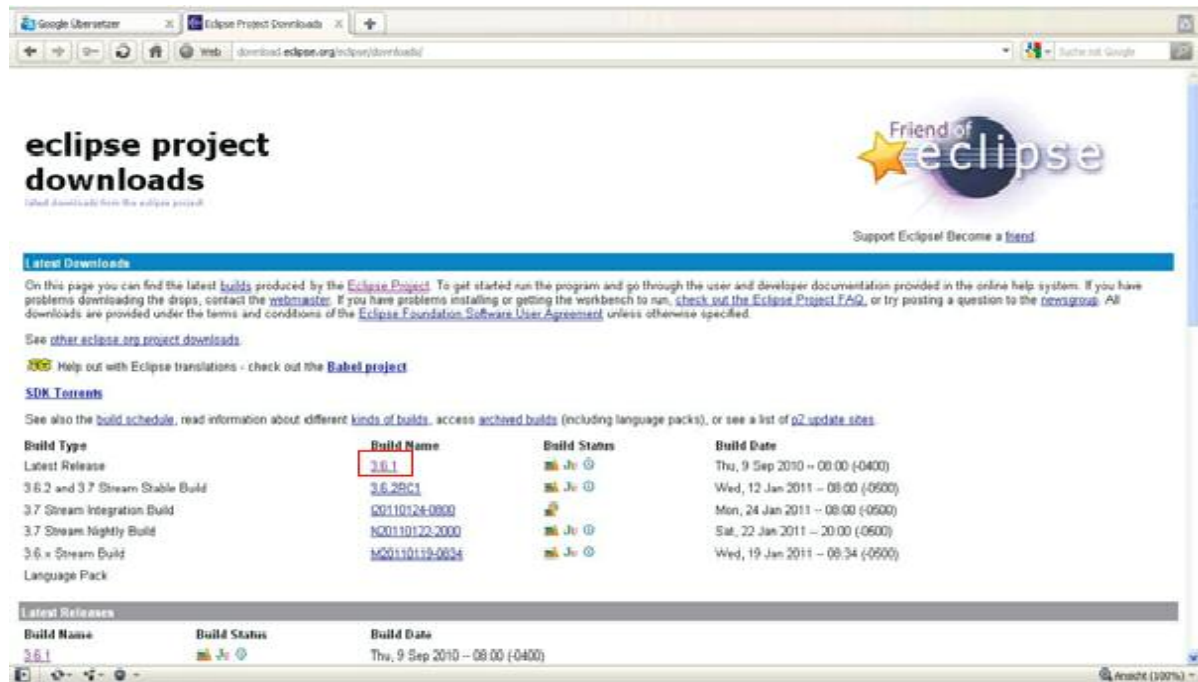 Google Übersetzer
Eclipse Project Downloads
Web
download.eclipse.org/eclipse/downloads/
Suche mit Google
eclipse project
downloads
latest downloads from the eclipse project
Friend of
eclipse
Support Eclipse! Become a friend.
Latest Downloads
On this page you can find the latest builds produced by the Eclipse Project. To get started run the program and go through the user and developer documentation provided in the online help system. If you have
problems downloading the drops, contact the webmaster. If you have problems installing or getting the workbench to run, check out the Eclipse Project FAQ, or try posting a question to the newsgroup. All
downloads are provided under the terms and conditions of the Eclipse Foundation Software User Agreement unless otherwise specified.
See other eclipse.org project downloads.
Help out with Eclipse translations - check out the Babel project.
SDK Torrents
See also the build schedule, read information about different kinds of builds, access archived builds (including language packs), or see a list of p2 update sites.
Build Type Build Name Build Status Build Date
Latest Release 3.6.1 Thu, 9 Sep 2010 -- 08:00 (-0400)
3.6.2 and 3.7 Stream Stable Build 3.6.2RC1 Wed, 12 Jan 2011 -- 08:00 (-0500)
3.7 Stream Integration Build I20110124-0800 Mon, 24 Jan 2011 -- 08:00 (-0500)
3.7 Stream Nightly Build N20110122-2000 Sat, 22 Jan 2011 -- 20:00 (-0500)
3.6.x Stream Build M20110119-0834 Wed, 19 Jan 2011 -- 08:34 (-0500)
Language Pack
Latest Releases
Build Name Build Status Build Date
3.6.1 Thu, 9 Sep 2010 -- 08:00 (-0400)
Ansicht (100%)